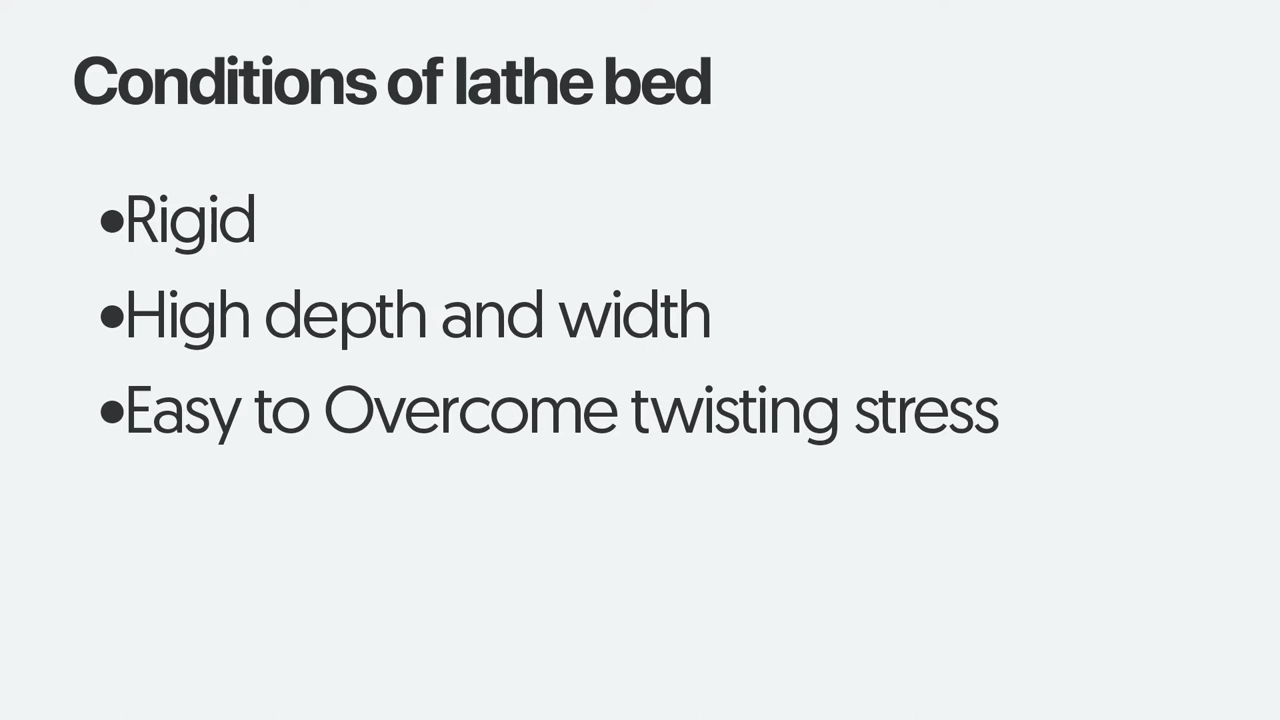 Conditions of lathe bed
•Rigid
•High depth and width
•Easy to Overcome twisting stress